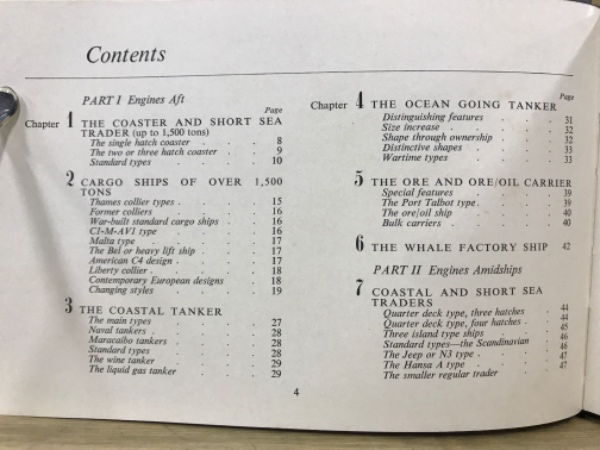 Contents
PART I Engines Aft
Page
Chapter 1 THE COASTER AND SHORT SEA
TRADER (up to 1,500 tons)
The single hatch coaster . . . 8
The two or three hatch coaster . . 9
Standard types . . . . 10
2 CARGO SHIPS OF OVER 1,500
TONS
Thames collier types . . . . 15
Former colliers . . . . 16
War-built standard cargo ships . . 16
C1-M-AV1 type . . . . 16
Malta type . . . . 17
The Bel or heavy lift ship . . . 17
American C4 design . . . . 17
Liberty collier . . . . 18
Contemporary European designs . . 18
Changing styles . . . . 19
3 THE COASTAL TANKER
The main types . . . . 27
Naval tankers . . . . 28
Maracaibo tankers . . . . 28
Standard types . . . . 28
The wine tanker . . . . 29
The liquid gas tanker . . . . 29
Page
Chapter 4 THE OCEAN GOING TANKER
Distinguishing features . . . 31
Size increase . . . . 32
Shape through ownership . . . 32
Distinctive shapes . . . . 33
Wartime types . . . . 33
5 THE ORE AND ORE/OIL CARRIER
Special features . . . . 39
The Port Talbot type . . . . 39
The ore/oil ship . . . . 40
Bulk carriers . . . . 40
6 THE WHALE FACTORY SHIP 42
PART II Engines Amidships
7 COASTAL AND SHORT SEA
TRADERS
Quarter deck type, three hatches . 44
Quarter deck type, four hatches . 44
Three island type ships . . . 45
Standard types—the Scandinavian . 46
The Jeep or N3 type . . . . 46
The Hansa A type . . . . 47
The smaller regular trader . . 47
4